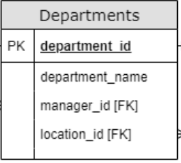 Departments
PK department_id
department_name
manager_id [FK]
location_id [FK]